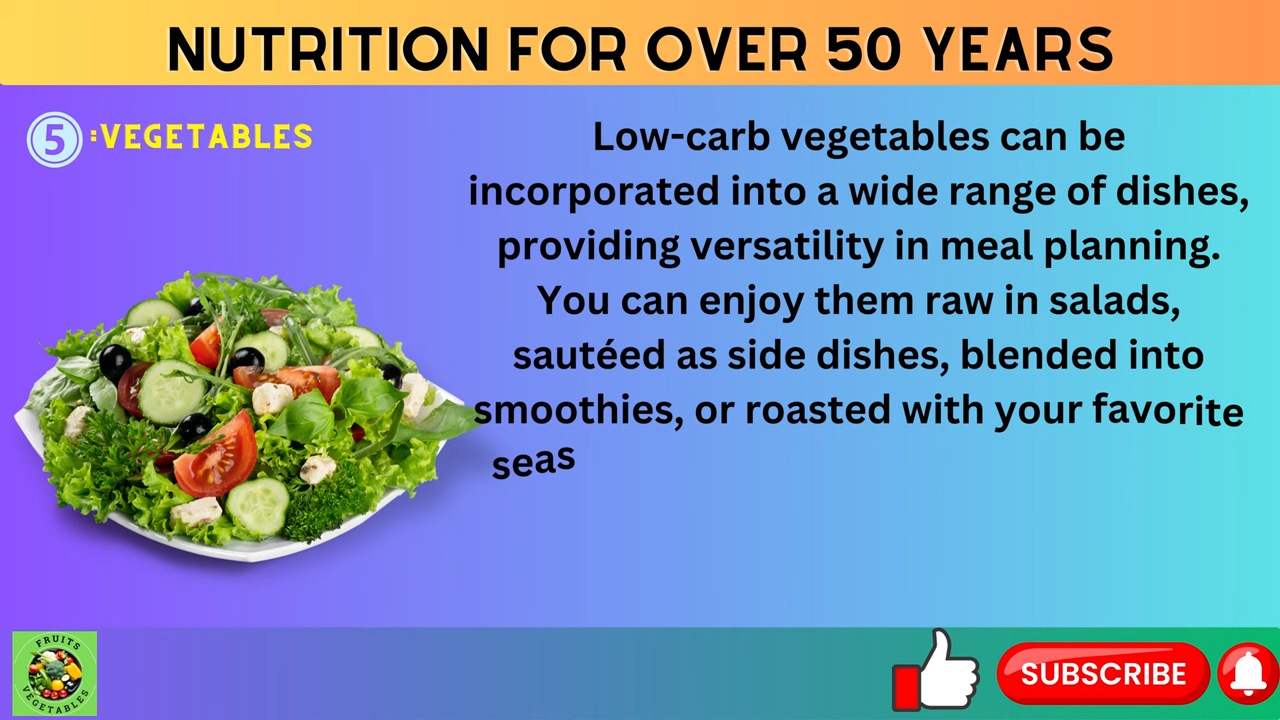 NUTRITION FOR OVER 50 YEARS
5 :VEGETABLES
Low-carb vegetables can be
incorporated into a wide range of dishes,
providing versatility in meal planning.
You can enjoy them raw in salads,
sautéed as side dishes, blended into
smoothies, or roasted with your favorite
seas
FRUITS
VEGETABLES
SUBSCRIBE